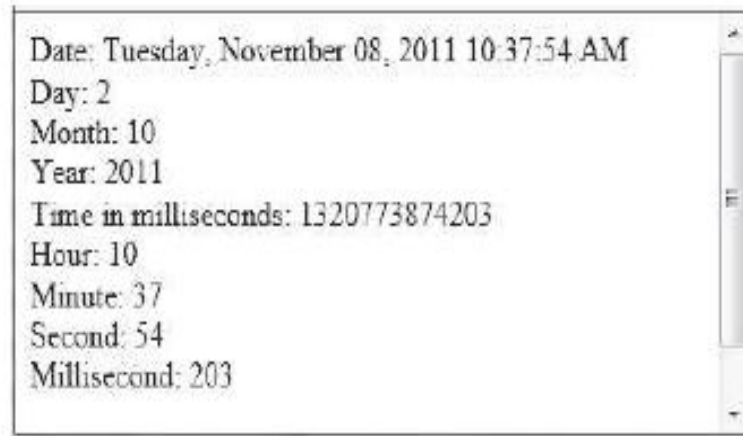 Date: Tuesday, November 08, 2011 10:37:54 AM
Day: 2
Month: 10
Year: 2011
Time in milliseconds: 1320773874203
Hour: 10
Minute: 37
Second: 54
Millisecond: 203